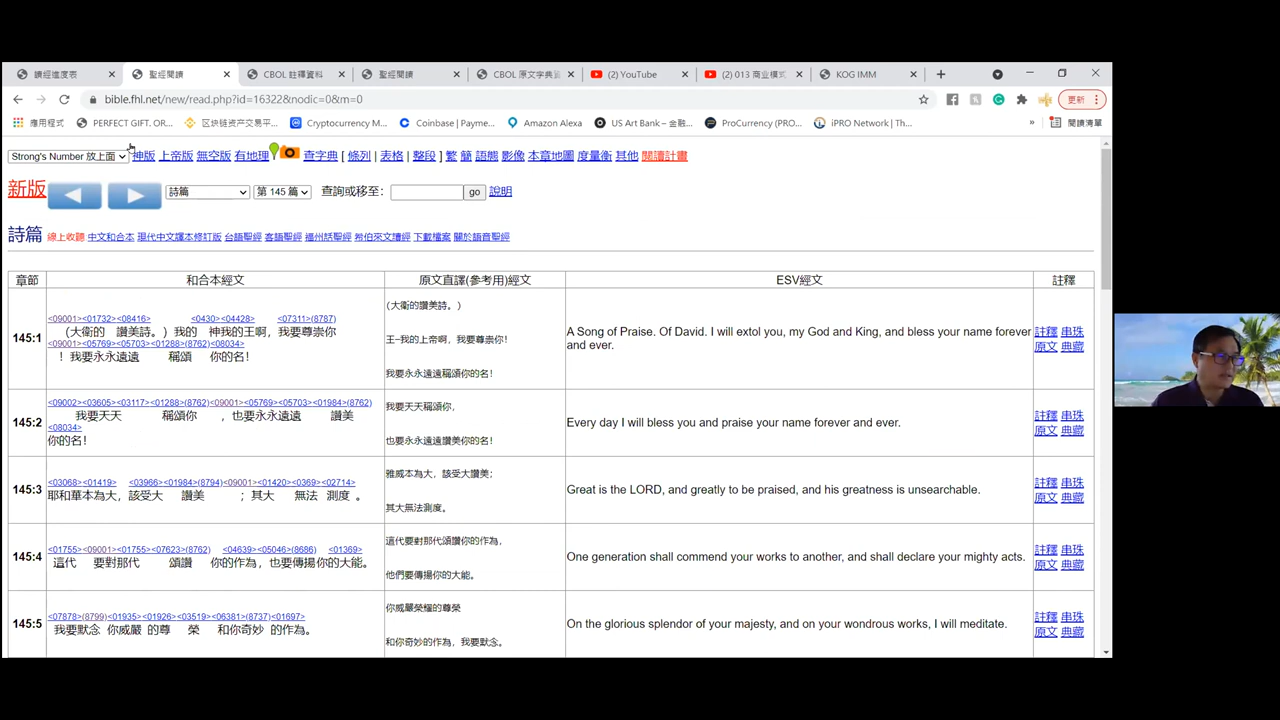 讀經進度表
聖經閱讀
CBOL 註釋資料
聖經閱讀
CBOL 原文字典
(2) YouTube
(2) 013 商业模式
KOG IMM
bible.fhl.net/new/read.php?id=16322&nodic=0&m=0
更新
應用程式
PERFECT GIFT. OR...
区块链资产交易平...
Cryptocurrency M...
Coinbase | Payme...
Amazon Alexa
US Art Bank – 金融...
ProCurrency (PRO...
iPRO Network | Th...
»
閱讀清單
Strong's Number 放上面 神版 上帝版 無空版 有地理 查字典 [ 條列 | 表格 | 整段 ] 繁 簡 語態 影像 本章地圖 度量衡 其他 閱讀計畫
新版 詩篇 第 145 篇 查詢或移至: go 說明
詩篇 線上收聽 中文和合本 現代中文譯本修訂版 台語聖經 客語聖經 福州話聖經 希伯來文讀經 下載檔案 關於語音聖經
章節 和合本經文 原文直譯(參考用)經文 ESV經文 註釋
145:1
<09001><01732><08416> <0430><04428> <07311>(8787)
（大衛的 讚美詩。）我的 神我的王啊，我要尊崇你
<09001><05769><05703><01288>(8762)<08034>
！我要永永遠遠 稱頌 你的名！
（大衛的讚美詩。）
王–我的上帝啊，我要尊崇你！
我要永永遠遠稱頌你的名！
A Song of Praise. Of David. I will extol you, my God and King, and bless your name forever
and ever.
註釋 串珠
原文 典藏
145:2
<09002><03605><03117><01288>(8762)<09001><05769><05703><01984>(8762)
我要天天 稱頌你 ，也要永永遠遠 讚美
<08034>
你的名！
我要天天稱頌你，
也要永永遠遠讚美你的名！
Every day I will bless you and praise your name forever and ever.
註釋 串珠
原文 典藏
145:3
<03068><01419> <03966><01984>(8794)<09001><01420><0369><02714>
耶和華本為大，該受大 讚美 ；其大 無法 測度 。
雅威本為大，該受大讚美；
其大無法測度。
Great is the LORD, and greatly to be praised, and his greatness is unsearchable.
註釋 串珠
原文 典藏
145:4
<01755><09001><01755><07623>(8762) <04639><05046>(8686) <01369>
這代 要對那代 頌讚 你的作為，也要傳揚你的大能。
這代要對那代頌讚你的作為，
他們要傳揚你的大能。
One generation shall commend your works to another, and shall declare your mighty acts.
註釋 串珠
原文 典藏
145:5
<07878>(8799)<01935><01926><03519><06381>(8737)<01697>
我要默念 你威嚴 的尊 榮 和你奇妙 的作為。
你威嚴榮耀的尊榮
和你奇妙的作為，我要默念。
On the glorious splendor of your majesty, and on your wondrous works, I will meditate.
註釋 串珠
原文 典藏